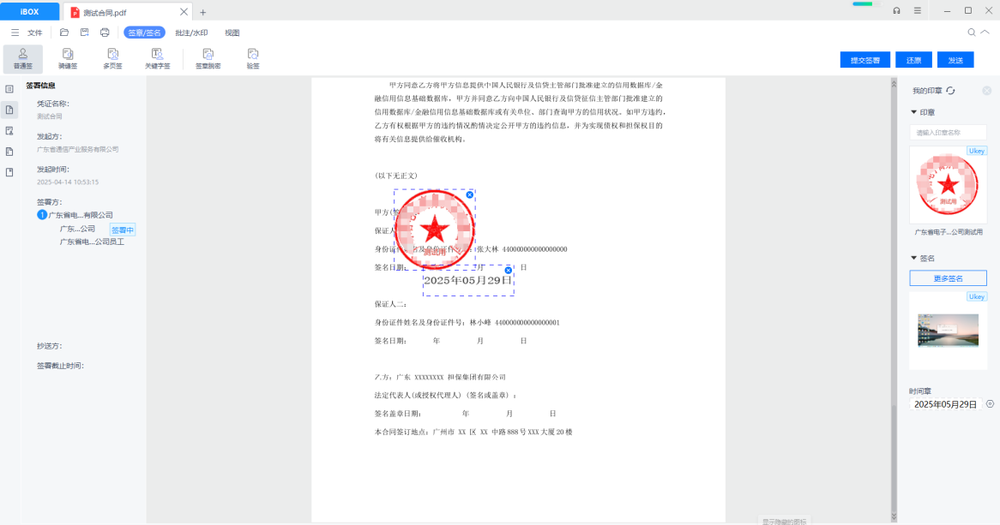 iBOX
测试合同.pdf
文件
签章/签名
批注/水印
视图
普通签
骑缝签
多页签
关键字签
签章脱密
验签
提交签署
还原
发送
签署信息
凭证名称:
测试合同
发起方:
广东省通信产业服务有限公司
发起时间:
2025-04-14 10:53:15
签署方:
1 广东省电...有限公司
广东...公司
签署中
广东省电...公司员工
抄送方:
签署截止时间:
甲方同意乙方将甲方信息提供中国人民银行及信贷主管部门批准建立的信用数据库/金
融信用信息基础数据库，甲方并同意乙方向中国人民银行及信贷征信主管部门批准建立的
信用数据库/金融信用信息基础数据库或有关单位、部门查询甲方的信用状况。如甲方违约，
乙方有权根据甲方的违约情况酌情决定公开甲方的违约信息，并为实现债权和担保权目的
将有关信息提供给催收机构。
(以下无正文)
甲方(
保证人
测试用
身份证件 名及身份证件号 ：张大林 440000000000000000
签名日期： 月 日
2025年05月29日
保证人二：
身份证件姓名及身份证件号：林小峰 440000000000000001
签名日期： 年 月 日
乙方：广东 XXXXXXXX 担保集团有限公司
法定代表人(或授权代理人)（签名或盖章）：
签名盖章日期： 年 月 日
本合同签订地点：广州市 XX 区 XX 中路 888 号 XXX 大厦 20 楼
我的印章
印章
请输入印章名称
Ukey
测试用
广东省电子...公司测试用
签名
更多签名
Ukey
时间章
2025年05月29日
显示隐藏的图标